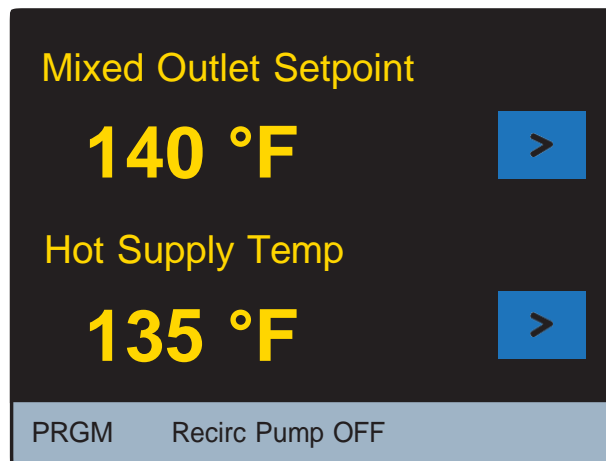 Mixed Outlet Setpoint
140 °F
>
Hot Supply Temp
135 °F
>
PRGM Recirc Pump OFF